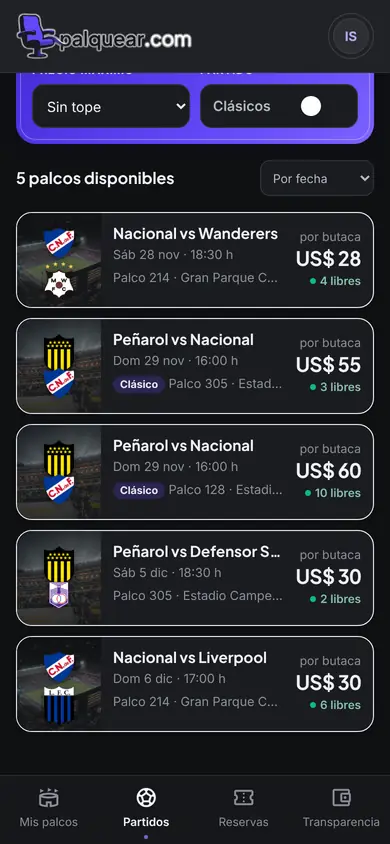 palquear.com
IS
Sin tope
Clásicos
5 palcos disponibles
Por fecha
Nacional vs Wanderers
Sáb 28 nov · 18:30 h
Palco 214 · Gran Parque C...
por butaca
US$ 28
4 libres
Peñarol vs Nacional
Dom 29 nov · 16:00 h
Clásico Palco 305 · Estad...
por butaca
US$ 55
3 libres
Peñarol vs Nacional
Dom 29 nov · 16:00 h
Clásico Palco 128 · Estadi...
por butaca
US$ 60
10 libres
Peñarol vs Defensor S...
Sáb 5 dic · 18:30 h
Palco 305 · Estadio Campe...
por butaca
US$ 30
2 libres
Nacional vs Liverpool
Dom 6 dic · 17:00 h
Palco 214 · Gran Parque C...
por butaca
US$ 30
6 libres
Mis palcos
Partidos
Reservas
Transparencia